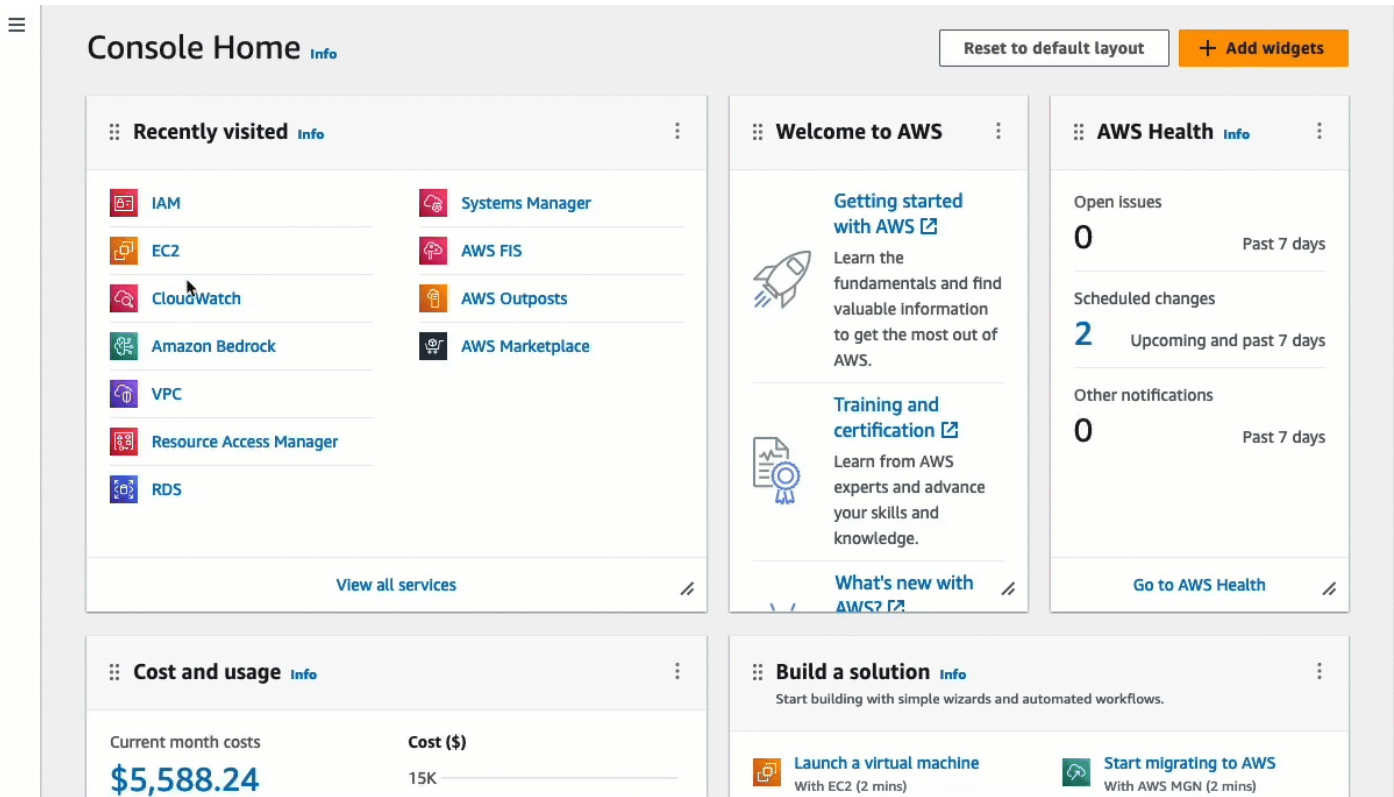 Console Home Info
Reset to default layout
+ Add widgets
Recently visited Info
IAM
EC2
CloudWatch
Amazon Bedrock
VPC
Resource Access Manager
RDS
Systems Manager
AWS FIS
AWS Outposts
AWS Marketplace
View all services
Welcome to AWS
Getting started
with AWS
Learn the
fundamentals and find
valuable information
to get the most out of
AWS.
Training and
certification
Learn from AWS
experts and advance
your skills and
knowledge.
What's new with
AWS?
AWS Health Info
Open issues
0 Past 7 days
Scheduled changes
2 Upcoming and past 7 days
Other notifications
0 Past 7 days
Go to AWS Health
Cost and usage Info
Current month costs
$5,588.24
Cost ($)
15K
Build a solution Info
Start building with simple wizards and automated workflows.
Launch a virtual machine
With EC2 (2 mins)
Start migrating to AWS
With AWS MGN (2 mins)